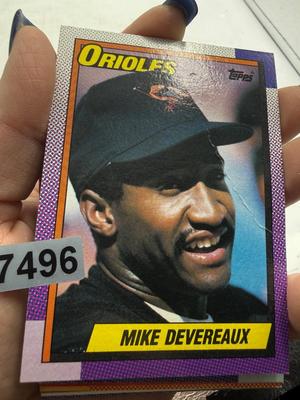 ORIOLES
TOPPS
7496
MIKE DEVEREAUX